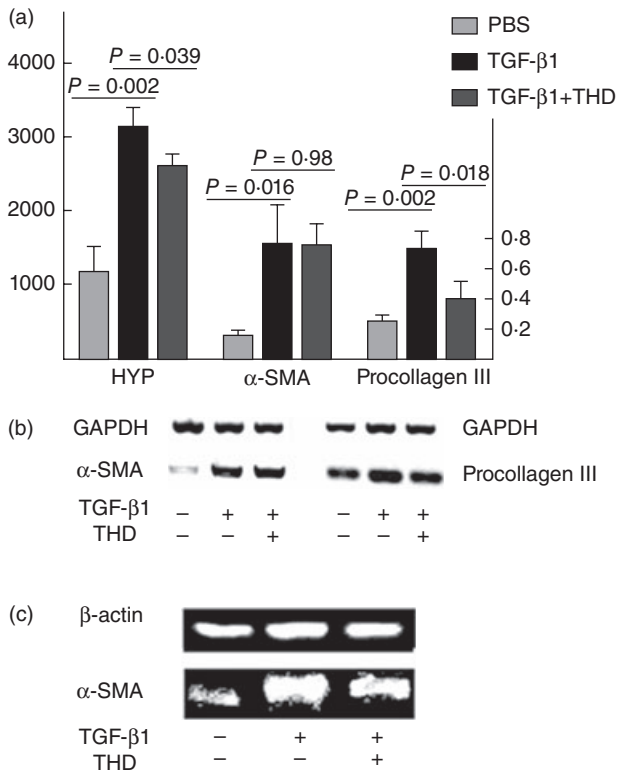 (a)
PBS
TGF-β1
TGF-β1+THD
4000
3000
2000
1000
P = 0·039
P = 0·002
P = 0·98
P = 0·016
P = 0·018
P = 0·002
0·8
0·6
0·4
0·2
HYP α-SMA Procollagen III
(b) GAPDH GAPDH
α-SMA Procollagen III
TGF-β1 – + + – + +
THD – – + – – +
(c) β-actin
α-SMA
TGF-β1 – + +
THD – – +